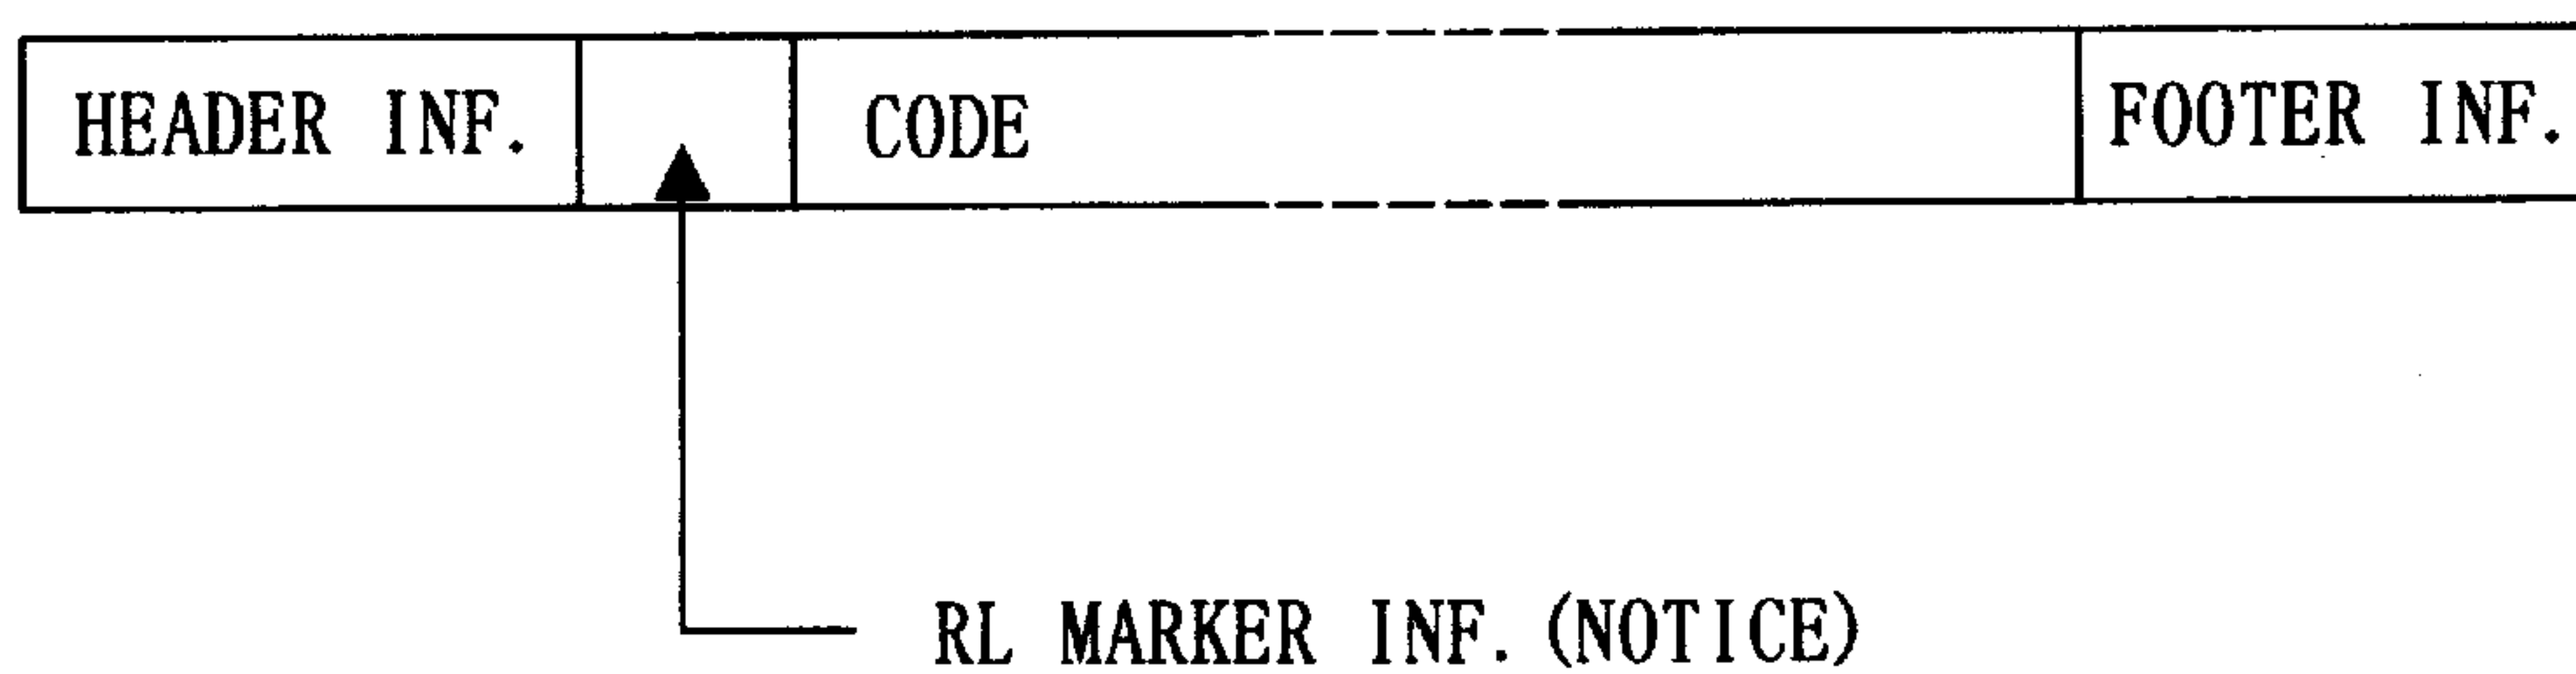 HEADER INF. CODE FOOTER INF.
RL MARKER INF. (NOTICE)